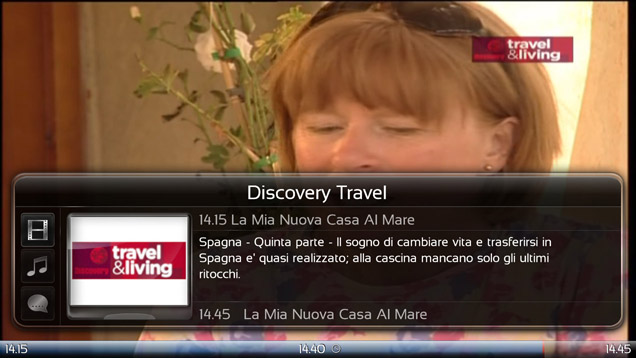 travel
Discovery &living
Discovery Travel
14.15 La Mia Nuova Casa Al Mare
Spagna - Quinta parte - Il sogno di cambiare vita e trasferirsi in
Spagna e' quasi realizzato; alla cascina mancano solo gli ultimi
ritocchi.
travel
Discovery &living
14.45 La Mia Nuova Casa Al Mare
14.15 14.40 14.45